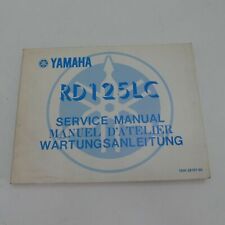 YAMAHA
RD125LC
SERVICE MANUAL
MANUEL D'ATELIER
WARTUNGSANLEITUNG